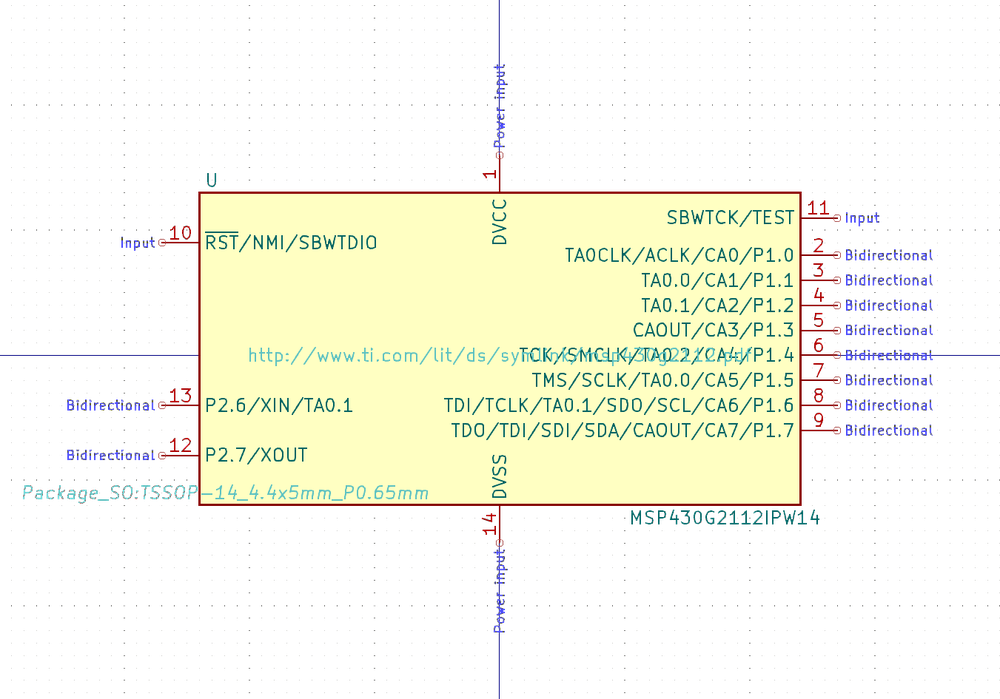 Power input
1
DVCC
U
10
Input
RST/NMI/SBWTDIO
SBWTCK/TEST
11
Input
TA0CLK/ACLK/CA0/P1.0
2
Bidirectional
TA0.0/CA1/P1.1
3
Bidirectional
TA0.1/CA2/P1.2
4
Bidirectional
CAOUT/CA3/P1.3
5
Bidirectional
http://www.ti.com/lit/ds/symlink/msp430g2112.pdf
TCK/SMCLK/TA0.2/CA4/P1.4
6
Bidirectional
TMS/SCLK/TA0.0/CA5/P1.5
7
Bidirectional
Bidirectional
13
P2.6/XIN/TA0.1
TDI/TCLK/TA0.1/SDO/SCL/CA6/P1.6
8
Bidirectional
TDO/TDI/SDI/SDA/CAOUT/CA7/P1.7
9
Bidirectional
Bidirectional
12
P2.7/XOUT
DVSS
Package_SO:TSSOP-14_4.4x5mm_P0.65mm
MSP430G2112IPW14
14
Power input